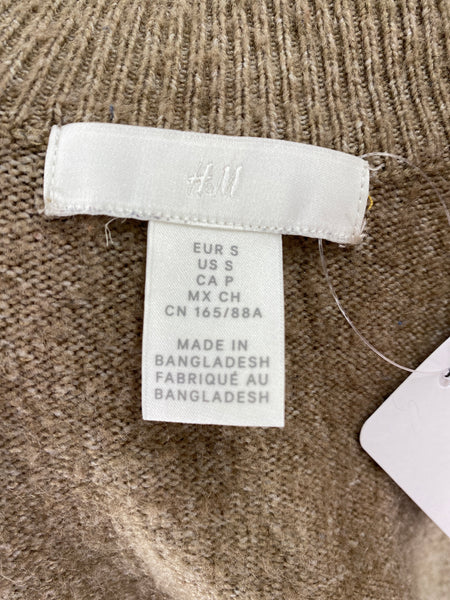 H&M
EUR S
US S
CA P
MX CH
CN 165/88A
MADE IN
BANGLADESH
FABRIQUÉ AU
BANGLADESH